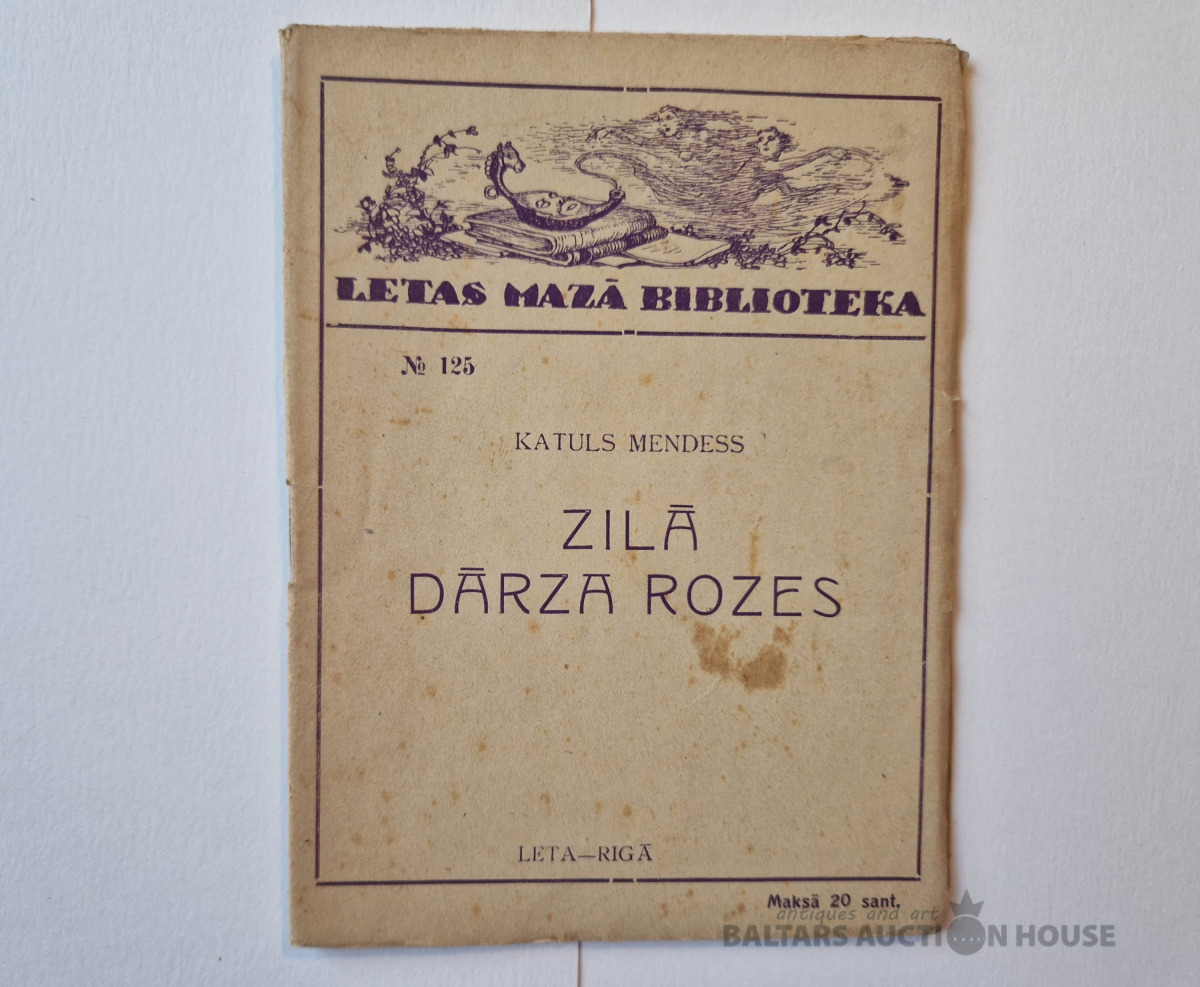 LETAS MAZĀ BIBLIOTEKA
№ 125
KATULS MENDESS
ZILĀ
DĀRZA ROZES
LETA—RIGĀ
Maksā 20 sant.
antiques and art
BALTARS AUCTION HOUSE